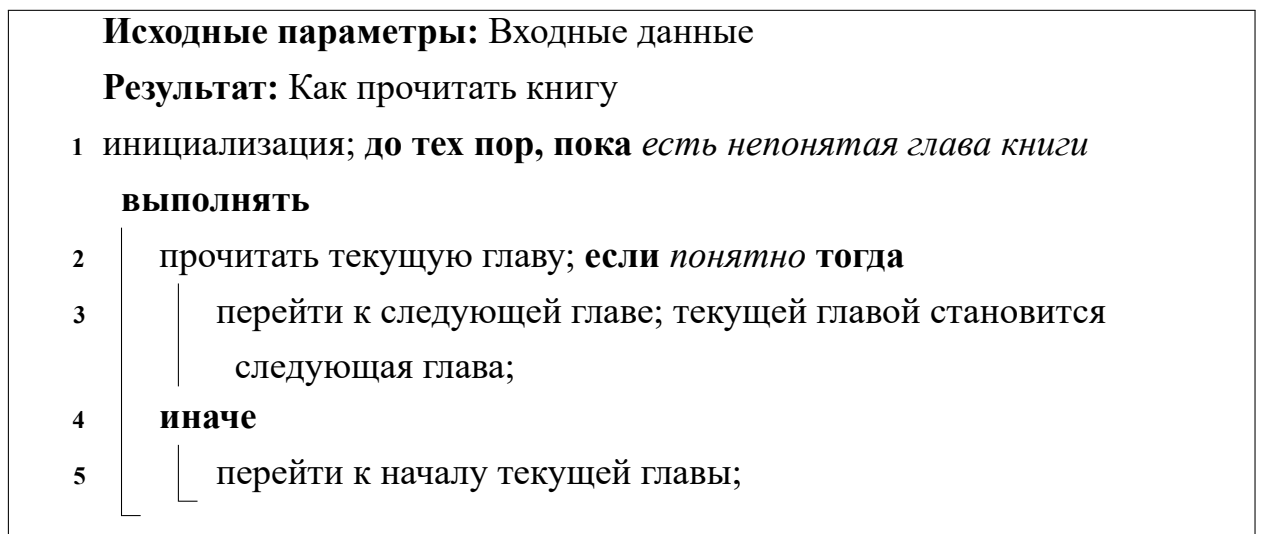 Исходные параметры: Входные данные
Результат: Как прочитать книгу
1 инициализация; до тех пор, пока есть непонятая глава книги
выполнять
2 прочитать текущую главу; если понятно тогда
3 перейти к следующей главе; текущей главой становится
следующая глава;
4 иначе
5 перейти к началу текущей главы;